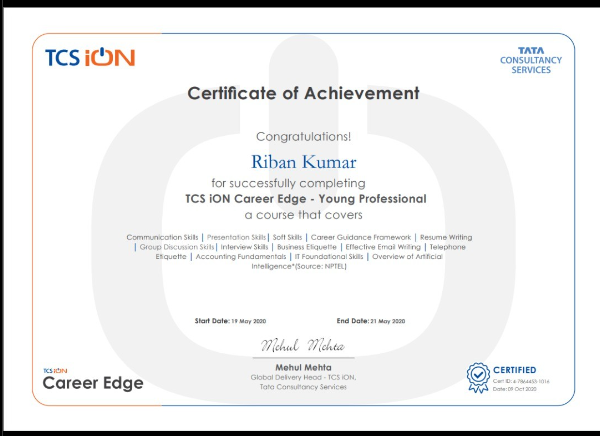 TCS iON
TATA
CONSULTANCY
SERVICES
Certificate of Achievement
Congratulations!
Riban Kumar
for successfully completing
TCS iON Career Edge - Young Professional
a course that covers
Communication Skills | Presentation Skills| Soft Skills | Career Guidance Framework | Resume Writing
| Group Discussion Skills| Interview Skills | Business Etiquette | Effective Email Writing | Telephone
Etiquette | Accounting Fundamentals | IT Foundational Skills | Overview of Artificial
Intelligence*(Source: NPTEL)
Start Date: 19 May 2020 End Date: 21 May 2020
Mehul Mehta
Mehul Mehta
Global Delivery Head - TCS iON,
Tata Consultancy Services
TCS iON
Career Edge
CERTIFIED
Cert ID:
Date: 09 Oct 2020